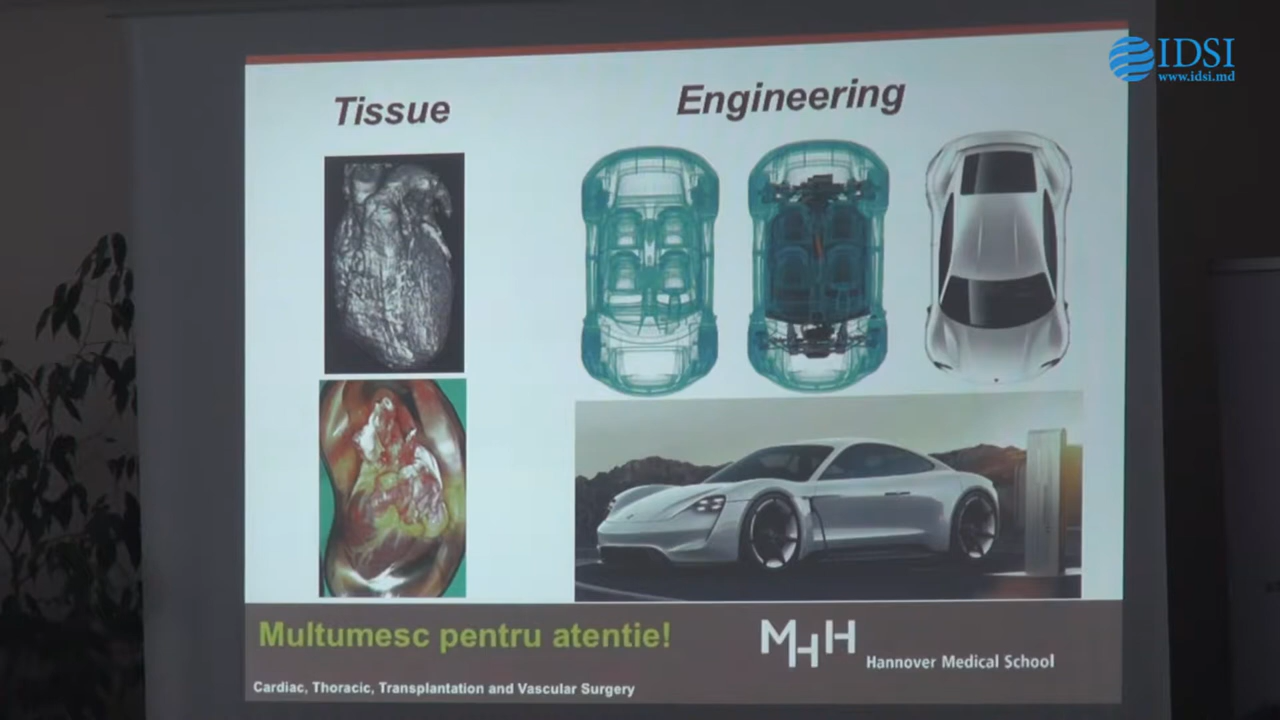 IDSI
www.idsi.md
Tissue
Engineering
Multumesc pentru atentie!
MHH
Hannover Medical School
Cardiac, Thoracic, Transplantation and Vascular Surgery